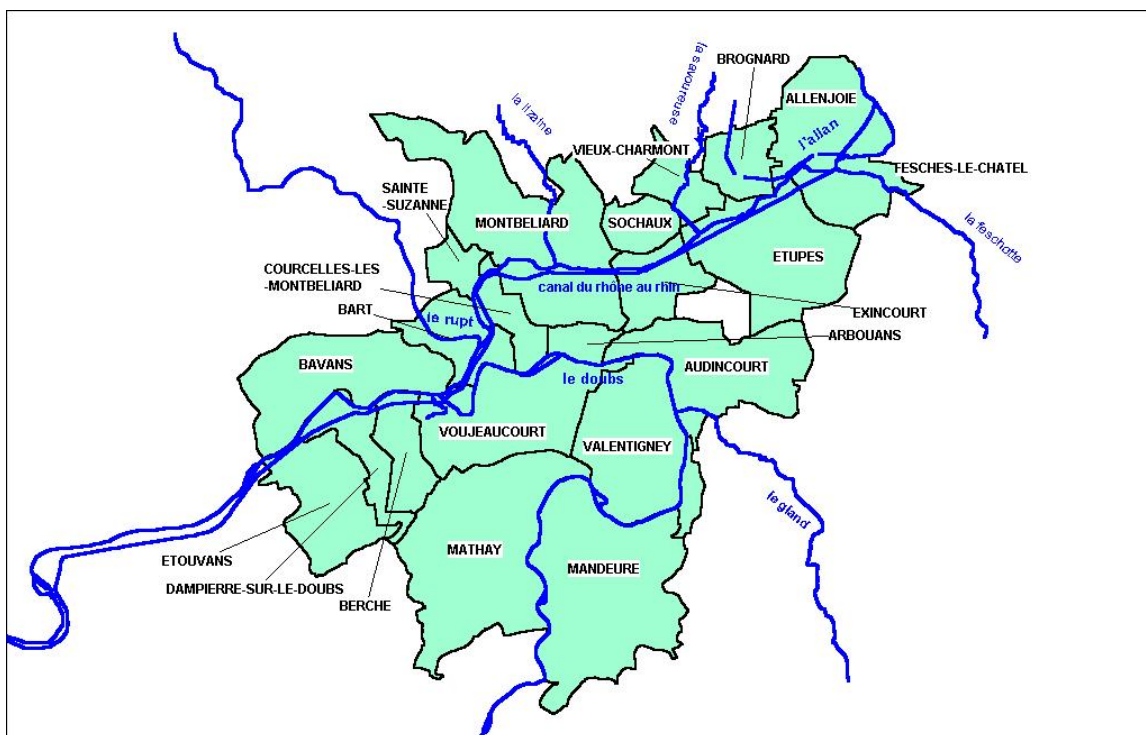 BROGNARD
ALLENJOIE
la savoureuse
la lizaine
l'allan
VIEUX-CHARMONT
FESCHES-LE-CHATEL
SAINTE
-SUZANNE
MONTBELIARD
SOCHAUX
la feschotte
ETUPES
COURCELLES-LES
-MONTBELIARD
canal du rhône au rhin
BART
le rupt
EXINCOURT
ARBOUANS
BAVANS
AUDINCOURT
le doubs
VOUJEAUCOURT
VALENTIGNEY
le gland
MATHAY
ETOUVANS
MANDEURE
DAMPIERRE-SUR-LE-DOUBS
BERCHE